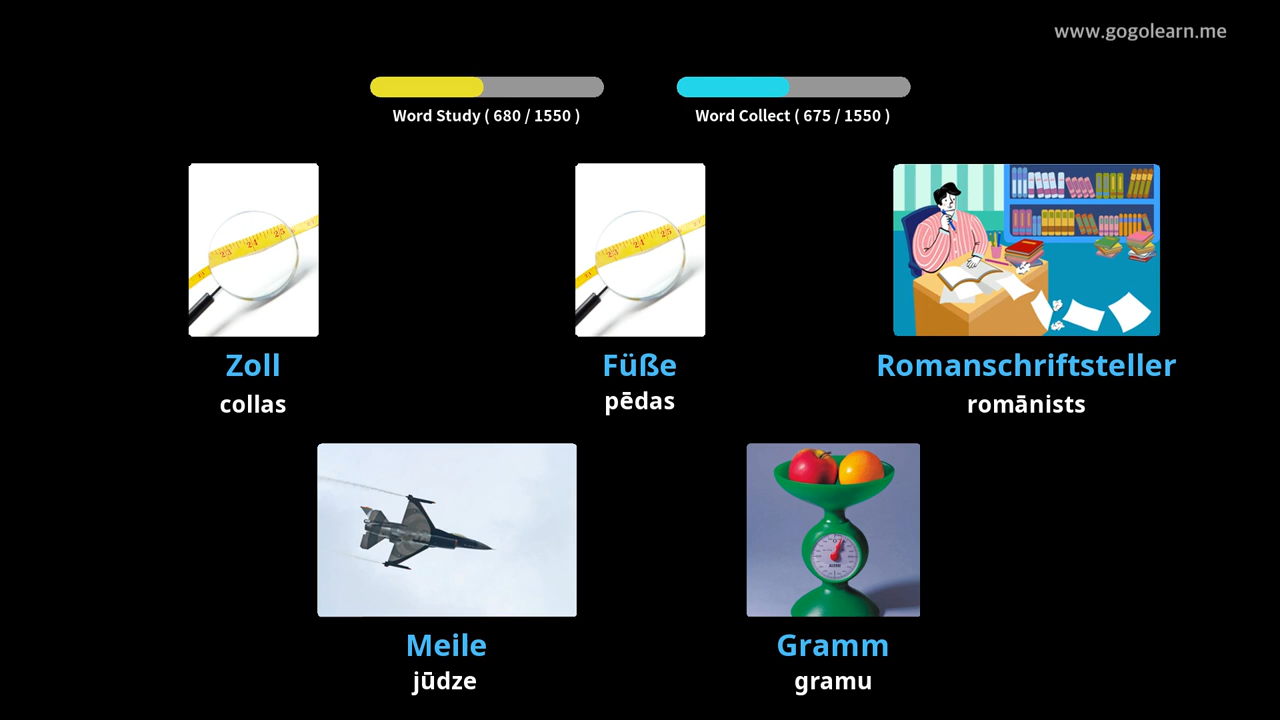 www.gogolearn.me
Word Study ( 680 / 1550 )
Word Collect ( 675 / 1550 )
Zoll
collas
Füße
pēdas
Romanschriftsteller
romānists
Meile
jūdze
Gramm
gramu